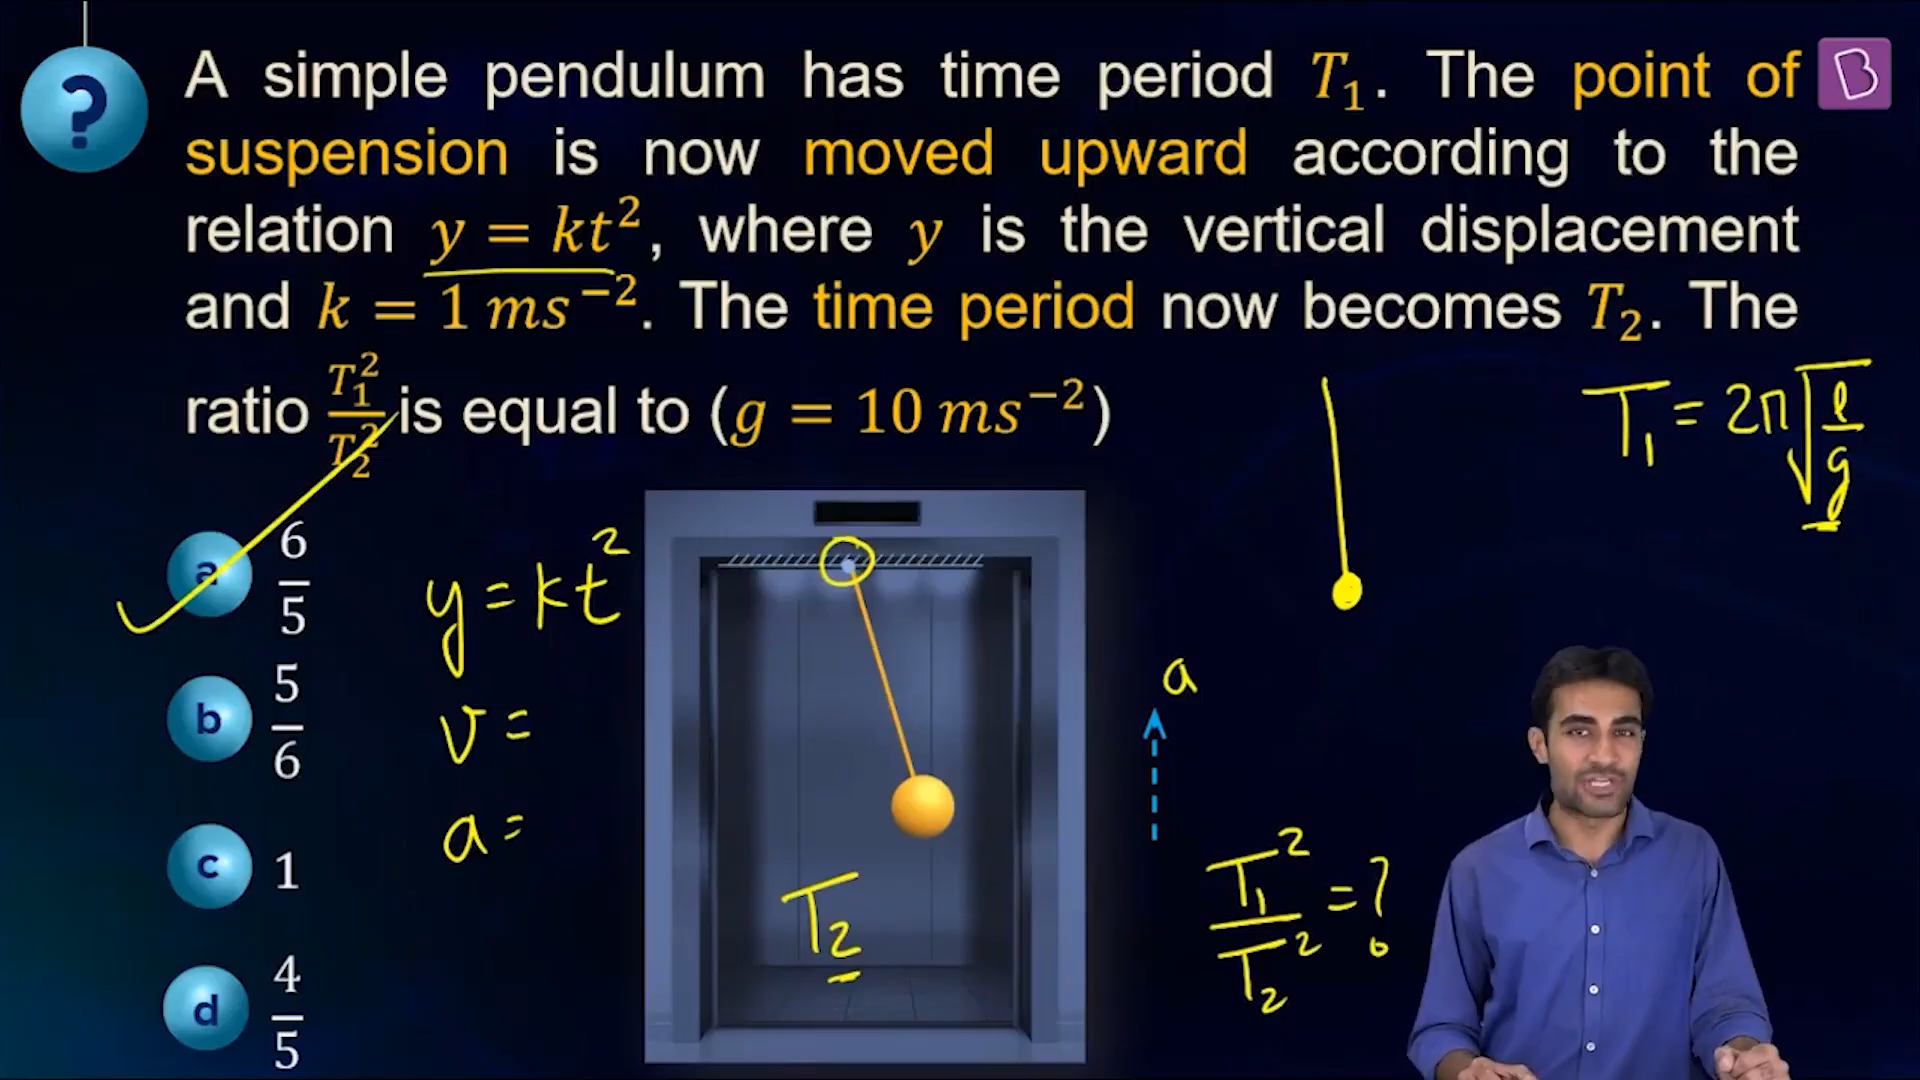 ?
A simple pendulum has time period T₁. The point of
suspension is now moved upward according to the
relation y = kt², where y is the vertical displacement
and k = 1 ms⁻². The time period now becomes T₂. The
ratio T₁²/T₂² is equal to (g = 10 ms⁻²)
B
a 6/5
b 5/6
c 1
d 4/5
y = kt²
v =
a =
T₂
a
T₁ = 2π√(l/g)
T₁²/T₂² = ?